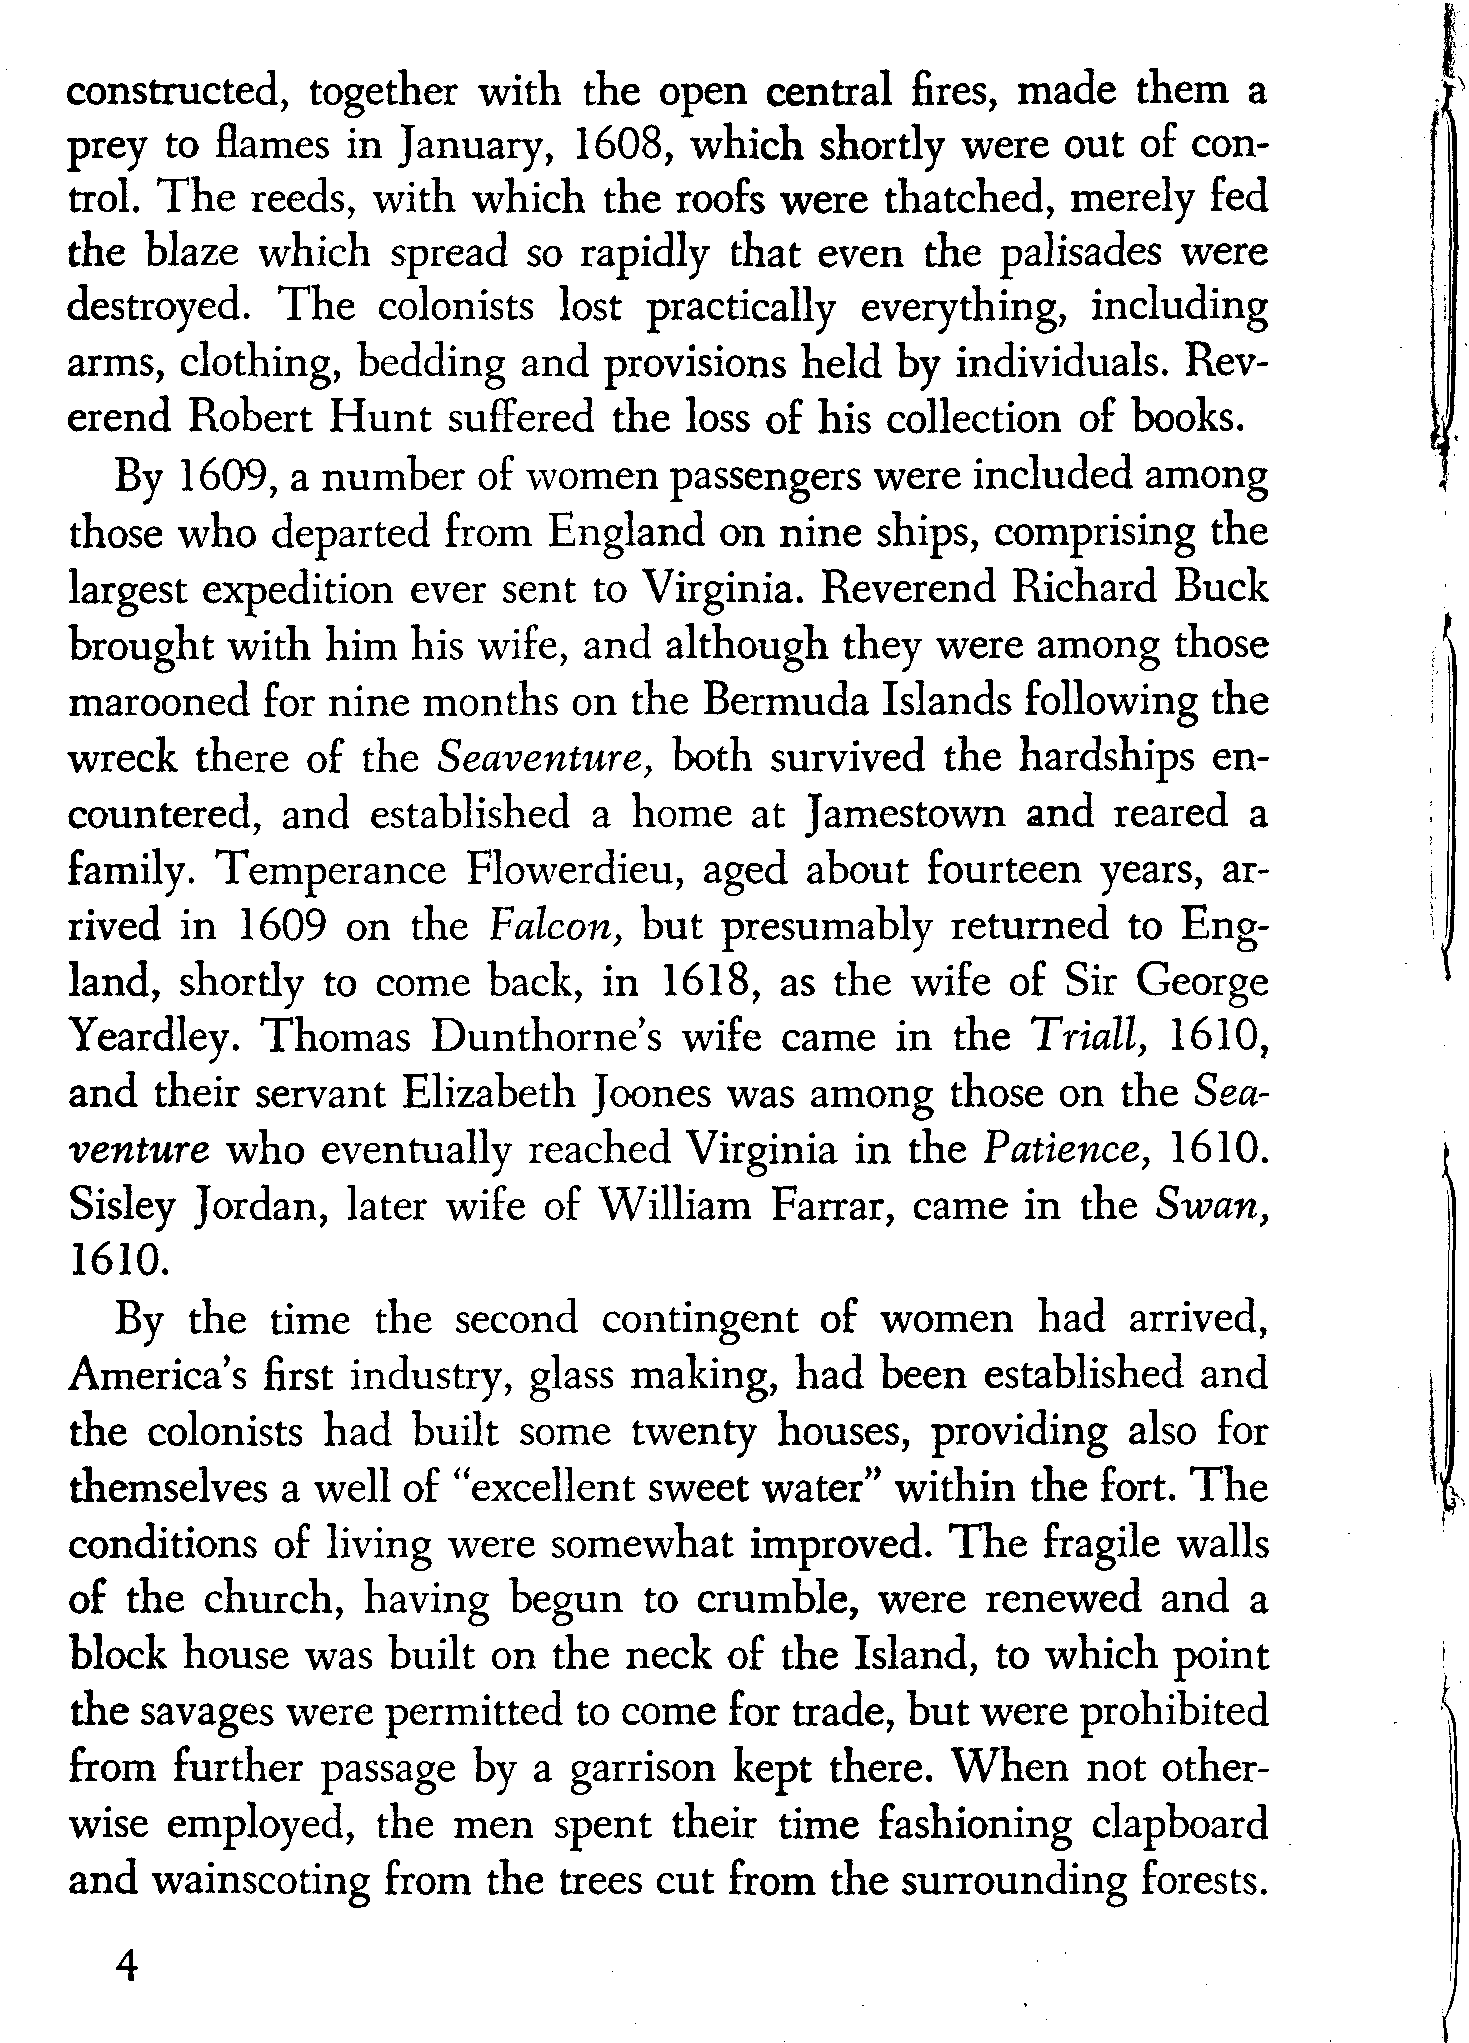 constructed, together with the open central fires, made them a
prey to flames in January, 1608, which shortly were out of con-
trol. The reeds, with which the roofs were thatched, merely fed
the blaze which spread so rapidly that even the palisades were
destroyed. The colonists lost practically everything, including
arms, clothing, bedding and provisions held by individuals. Rev-
erend Robert Hunt suffered the loss of his collection of books.
By 1609, a number of women passengers were included among
those who departed from England on nine ships, comprising the
largest expedition ever sent to Virginia. Reverend Richard Buck
brought with him his wife, and although they were among those
marooned for nine months on the Bermuda Islands following the
wreck there of the Seaventure, both survived the hardships en-
countered, and established a home at Jamestown and reared a
family. Temperance Flowerdieu, aged about fourteen years, ar-
rived in 1609 on the Falcon, but presumably returned to Eng-
land, shortly to come back, in 1618, as the wife of Sir George
Yeardley. Thomas Dunthorne's wife came in the Triall, 1610,
and their servant Elizabeth Joones was among those on the Sea-
venture who eventually reached Virginia in the Patience, 1610.
Sisley Jordan, later wife of William Farrar, came in the Swan,
1610.
By the time the second contingent of women had arrived,
America's first industry, glass making, had been established and
the colonists had built some twenty houses, providing also for
themselves a well of "excellent sweet water" within the fort. The
conditions of living were somewhat improved. The fragile walls
of the church, having begun to crumble, were renewed and a
block house was built on the neck of the Island, to which point
the savages were permitted to come for trade, but were prohibited
from further passage by a garrison kept there. When not other-
wise employed, the men spent their time fashioning clapboard
and wainscoting from the trees cut from the surrounding forests.
4